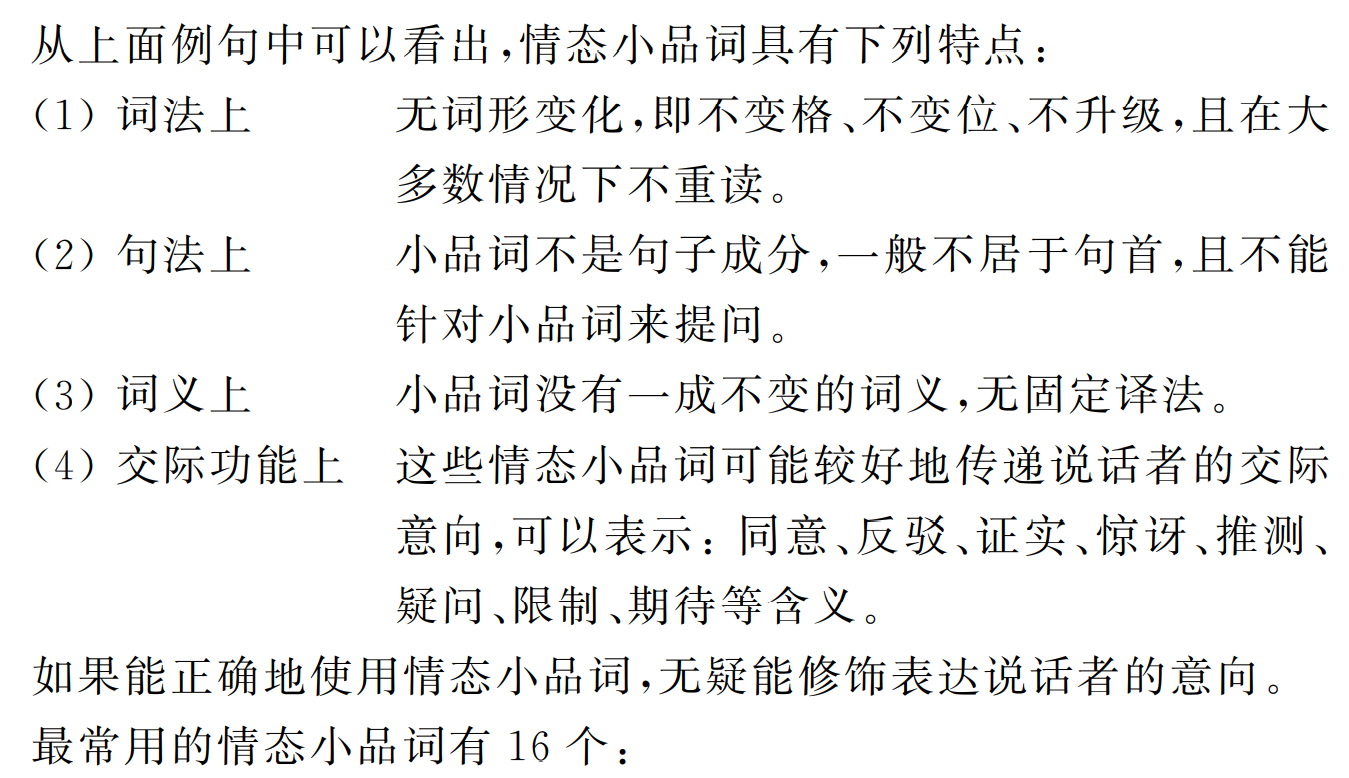 从上面例句中可以看出,情态小品词具有下列特点:
(1) 词法上 无词形变化,即不变格、不变位、不升级,且在大
多数情况下不重读。
(2) 句法上 小品词不是句子成分,一般不居于句首,且不能
针对小品词来提问。
(3) 词义上 小品词没有一成不变的词义,无固定译法。
(4) 交际功能上 这些情态小品词可能较好地传递说话者的交际
意向,可以表示: 同意、反驳、证实、惊讶、推测、
疑问、限制、期待等含义。
如果能正确地使用情态小品词,无疑能修饰表达说话者的意向。
最常用的情态小品词有 16 个: